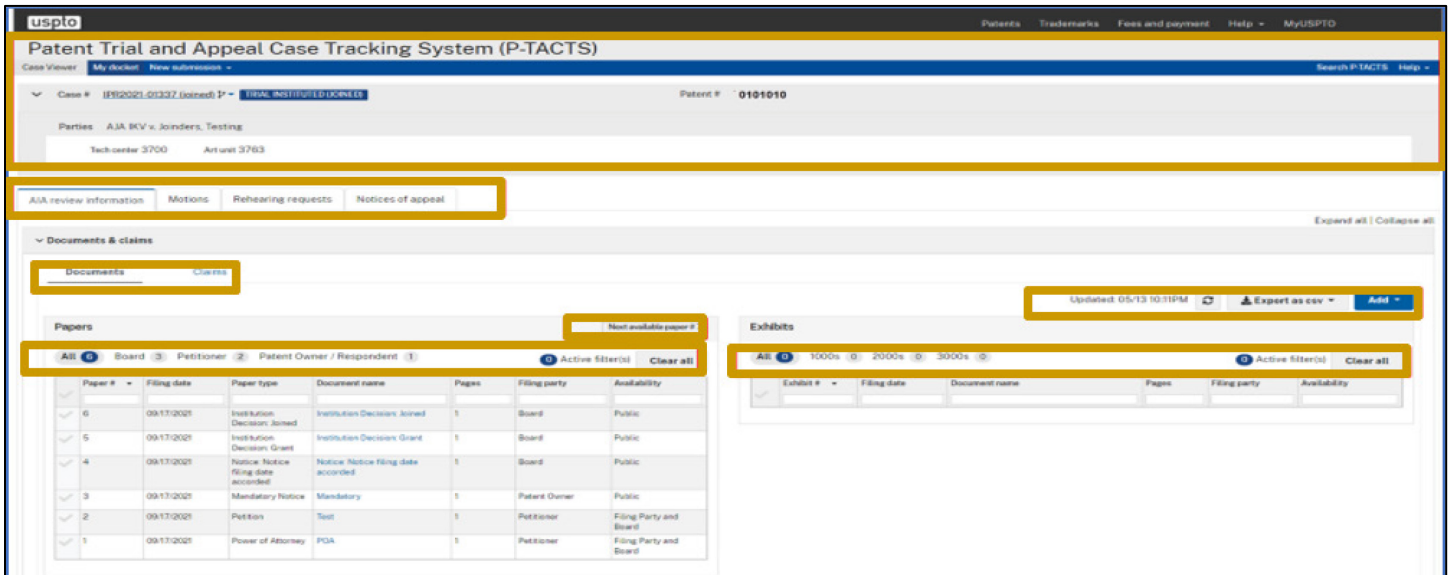 uspto Patents Trademarks Fees and payment Help MyUSPTO
Patent Trial and Appeal Case Tracking System (P-TACTS)
Case Viewer My docket New submission Search P-TACTS Help
Case # IPR2021-01337 (joined) TRIAL INSTITUTED (JOINED) Patent # 0101010
Parties AJA IKV v. Joinders, Testing
Tech center 3700 Art unit 3763
AIA review information Motions Rehearing requests Notices of appeal
Expand all | Collapse all
Documents & claims
Documents Claims
Updated: 05/13 10:11PM Export as csv Add
Papers Next available paper # Exhibits
All 6 Board 3 Petitioner 2 Patent Owner / Respondent 1 0 Active filter(s) Clear all All 0 1000s 0 2000s 0 3000s 0 0 Active filter(s) Clear all
Paper # Filing date Paper type Document name Pages Filing party Availability Exhibit # Filing date Document name Pages Filing party Availability
6 09/17/2021 Institution Institution Decision: Joined 1 Board Public
Decision: Joined
5 09/17/2021 Institution Institution Decision: Grant 1 Board Public
Decision: Grant
4 09/17/2021 Notice: Notice Notice: Notice filing date 1 Board Public
filing date accorded
accorded
3 09/17/2021 Mandatory Notice Mandatory 1 Patent Owner Public
2 09/17/2021 Petition Test 1 Petitioner Filing Party and
Board
1 09/17/2021 Power of Attorney POA 1 Petitioner Filing Party and
Board